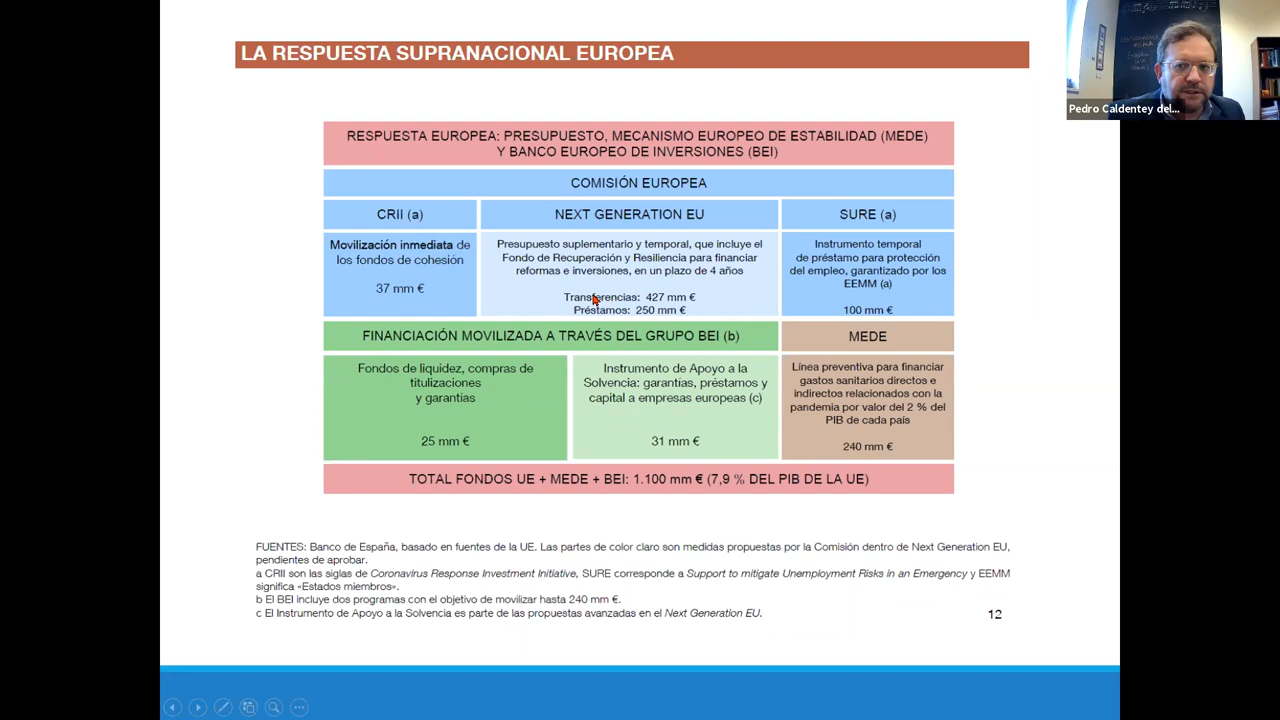 LA RESPUESTA SUPRANACIONAL EUROPEA
Pedro Caldentey del...
RESPUESTA EUROPEA: PRESUPUESTO, MECANISMO EUROPEO DE ESTABILIDAD (MEDE)
Y BANCO EUROPEO DE INVERSIONES (BEI)
COMISIÓN EUROPEA
CRII (a)
NEXT GENERATION EU
SURE (a)
Movilización inmediata de
los fondos de cohesión
37 mm €
Presupuesto suplementario y temporal, que incluye el
Fondo de Recuperación y Resiliencia para financiar
reformas e inversiones, en un plazo de 4 años
Transferencias: 427 mm €
Préstamos: 250 mm €
Instrumento temporal
de préstamo para protección
del empleo, garantizado por los
EEMM (a)
100 mm €
FINANCIACIÓN MOVILIZADA A TRAVÉS DEL GRUPO BEI (b)
MEDE
Fondos de liquidez, compras de
titulizaciones
y garantías
25 mm €
Instrumento de Apoyo a la
Solvencia: garantías, préstamos y
capital a empresas europeas (c)
31 mm €
Línea preventiva para financiar
gastos sanitarios directos e
indirectos relacionados con la
pandemia por valor del 2 % del
PIB de cada país
240 mm €
TOTAL FONDOS UE + MEDE + BEI: 1.100 mm € (7,9 % DEL PIB DE LA UE)
FUENTES: Banco de España, basado en fuentes de la UE. Las partes de color claro son medidas propuestas por la Comisión dentro de Next Generation EU,
pendientes de aprobar.
a CRII son las siglas de Coronavirus Response Investment Initiative, SURE corresponde a Support to mitigate Unemployment Risks in an Emergency y EEMM
significa «Estados miembros».
b El BEI incluye dos programas con el objetivo de movilizar hasta 240 mm €.
c El Instrumento de Apoyo a la Solvencia es parte de las propuestas avanzadas en el Next Generation EU.
12